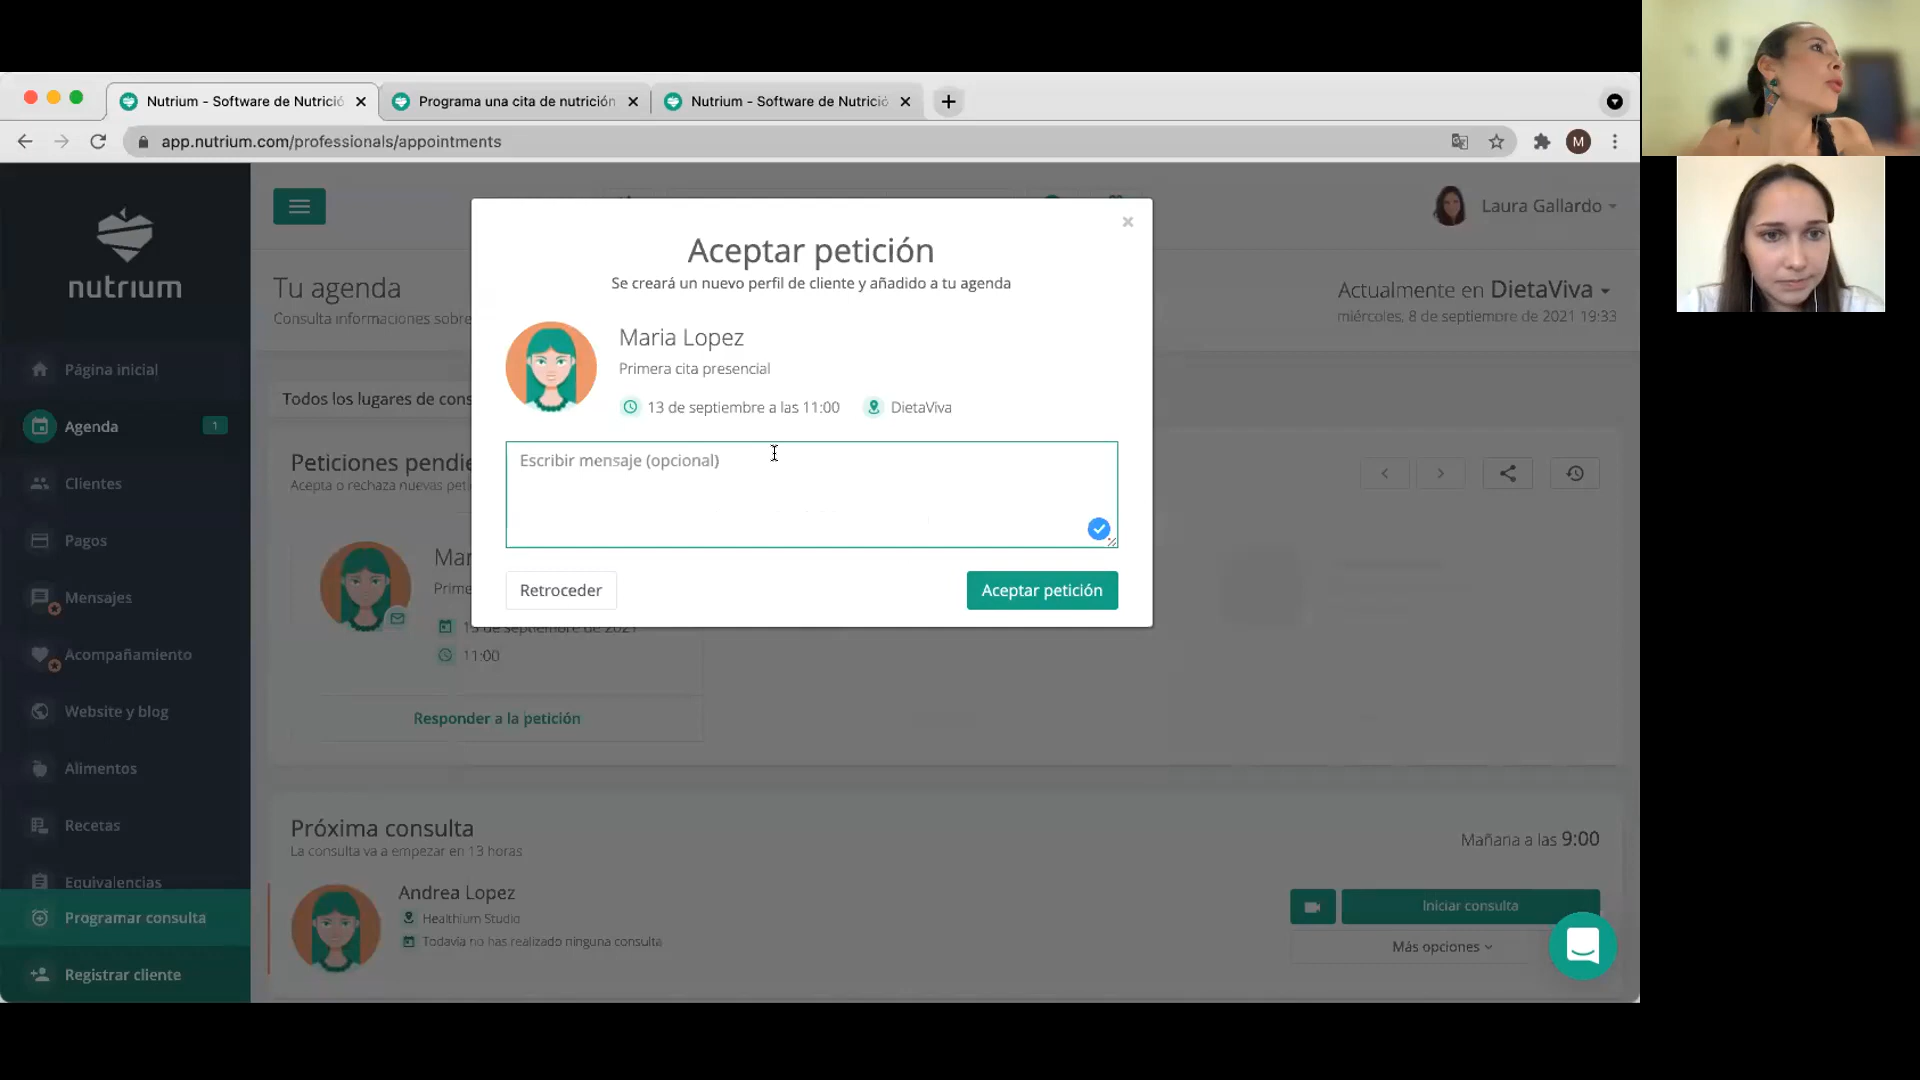 Nutrium - Software de Nutrició
Programa una cita de nutrición
Nutrium - Software de Nutrició
app.nutrium.com/professionals/appointments
M
nutrium
Página inicial
Agenda
1
Clientes
Pagos
Mensajes
Acompañamiento
Website y blog
Alimentos
Recetas
Equivalencias
Programar consulta
Registrar cliente
Laura Gallardo
Tu agenda
Consulta informaciones sobre
Actualmente en DietaViva
miércoles, 8 de septiembre de 2021 19:33
Todos los lugares de cons
Peticiones pendie
Acepta o rechaza nuevas peti
Mar
Prime
13 de septiembre de 2021
11:00
Responder a la petición
Aceptar petición
Se creará un nuevo perfil de cliente y añadido a tu agenda
Maria Lopez
Primera cita presencial
13 de septiembre a las 11:00
DietaViva
Escribir mensaje (opcional)
Retroceder
Aceptar petición
Próxima consulta
La consulta va a empezar en 13 horas
Mañana a las 9:00
Andrea Lopez
Healthium Studio
Todavía no has realizado ninguna consulta
Iniciar consulta
Más opciones